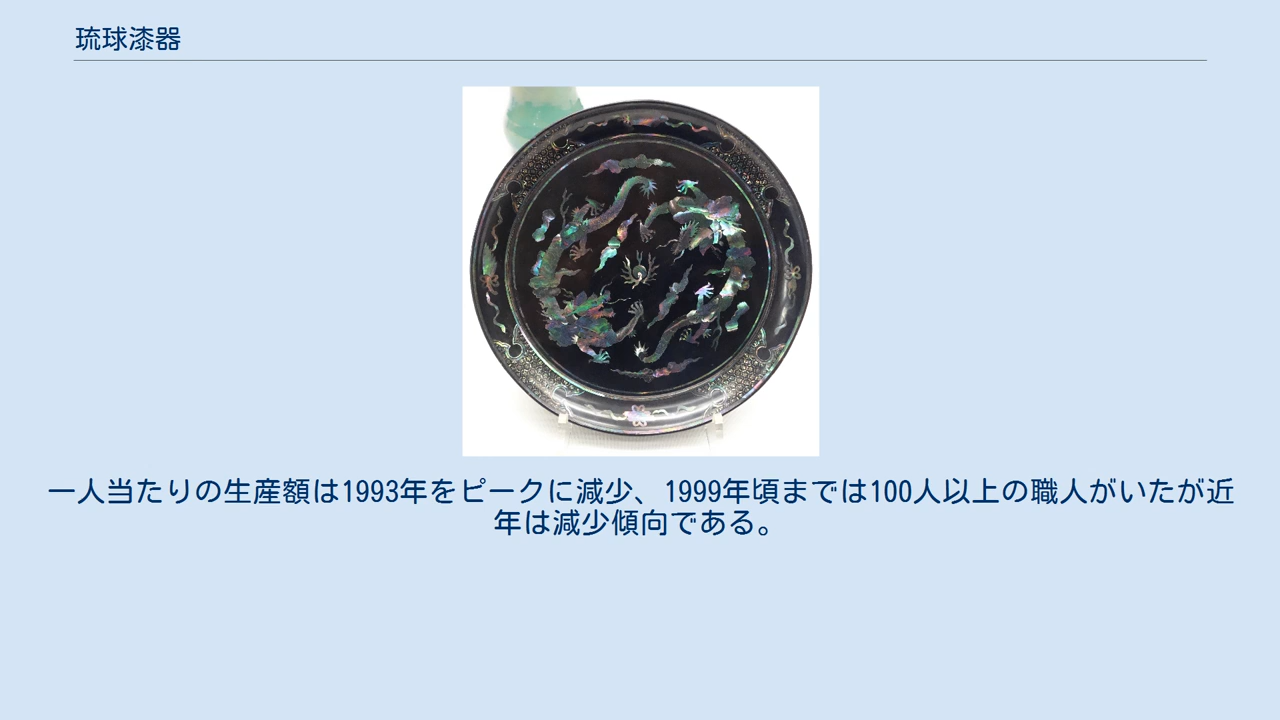 琉球漆器
一人当たりの生産額は1993年をピークに減少、1999年頃までは100人以上の職人がいたが近
年は減少傾向である。